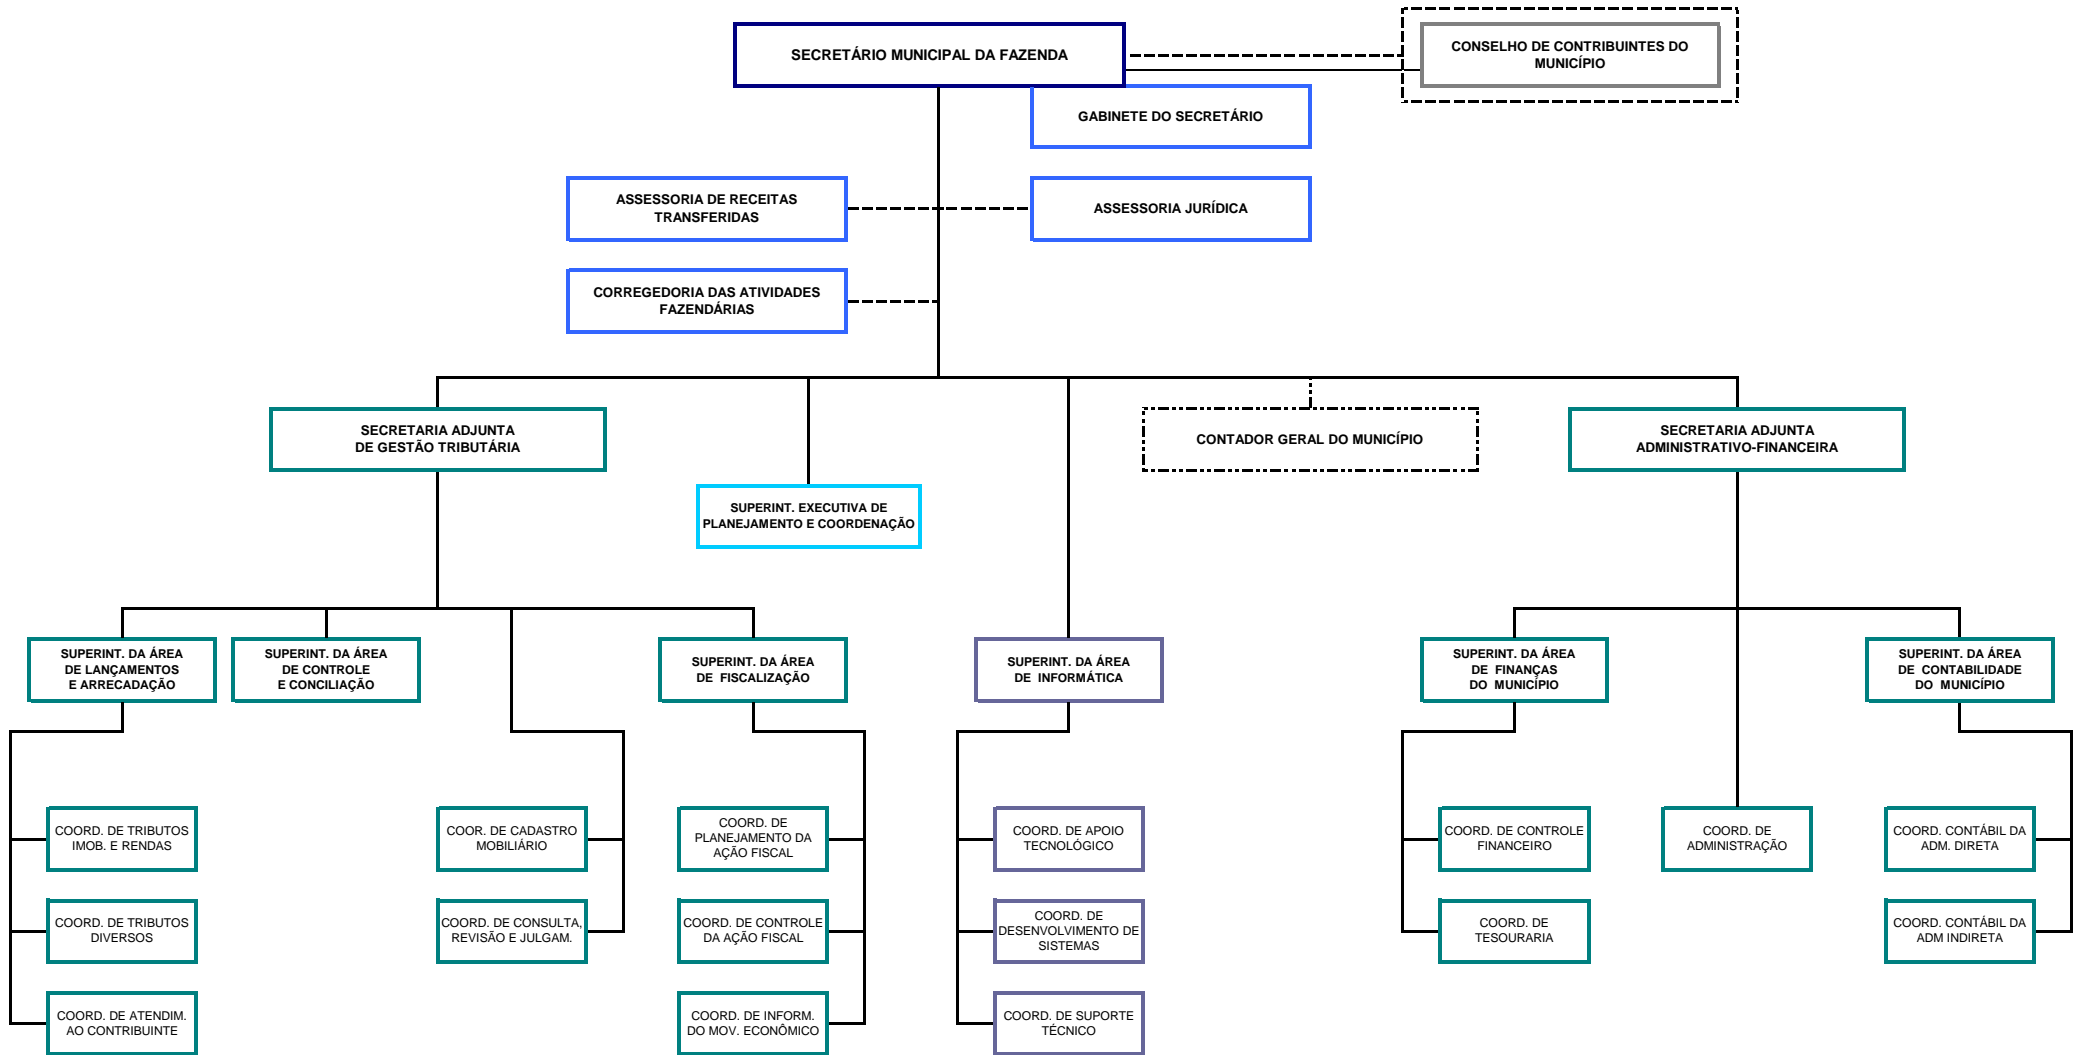 SECRETÁRIO MUNICIPAL DA FAZENDA
CONSELHO DE CONTRIBUINTES DO
MUNICÍPIO
GABINETE DO SECRETÁRIO
ASSESSORIA DE RECEITAS
TRANSFERIDAS
ASSESSORIA JURÍDICA
CORREGEDORIA DAS ATIVIDADES
FAZENDÁRIAS
SECRETARIA ADJUNTA
DE GESTÃO TRIBUTÁRIA
CONTADOR GERAL DO MUNICÍPIO
SECRETARIA ADJUNTA
ADMINISTRATIVO-FINANCEIRA
SUPERINT. EXECUTIVA DE
PLANEJAMENTO E COORDENAÇÃO
SUPERINT. DA ÁREA
DE LANÇAMENTOS
E ARRECADAÇÃO
SUPERINT. DA ÁREA
DE CONTROLE
E CONCILIAÇÃO
SUPERINT. DA ÁREA
DE FISCALIZAÇÃO
SUPERINT. DA ÁREA
DE INFORMÁTICA
SUPERINT. DA ÁREA
DE FINANÇAS
DO MUNICÍPIO
SUPERINT. DA ÁREA
DE CONTABILIDADE
DO MUNICÍPIO
COORD. DE TRIBUTOS
IMOB. E RENDAS
COOR. DE CADASTRO
MOBILIÁRIO
COORD. DE
PLANEJAMENTO DA
AÇÃO FISCAL
COORD. DE APOIO
TECNOLÓGICO
COORD. DE CONTROLE
FINANCEIRO
COORD. DE
ADMINISTRAÇÃO
COORD. CONTÁBIL DA
ADM. DIRETA
COORD. DE TRIBUTOS
DIVERSOS
COORD. DE CONSULTA,
REVISÃO E JULGAM.
COORD. DE CONTROLE
DA AÇÃO FISCAL
COORD. DE
DESENVOLVIMENTO DE
SISTEMAS
COORD. DE
TESOURARIA
COORD. CONTÁBIL DA
ADM INDIRETA
COORD. DE ATENDIM.
AO CONTRIBUINTE
COORD. DE INFORM.
DO MOV. ECONÔMICO
COORD. DE SUPORTE
TÉCNICO